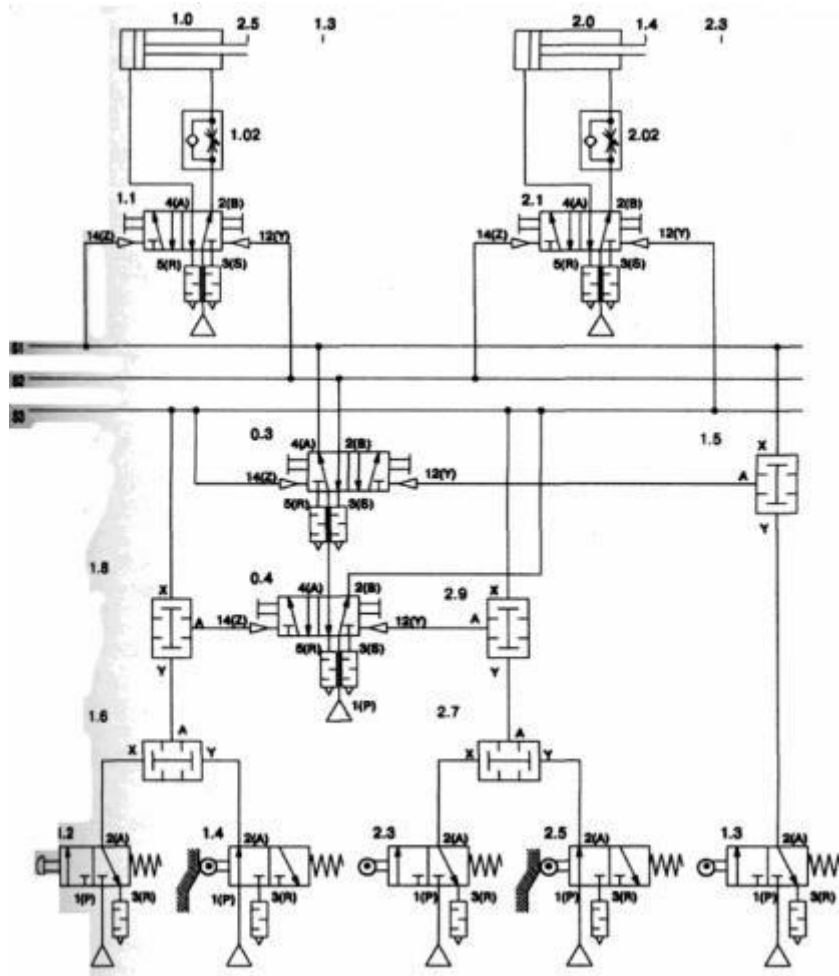 1.0 2.5 1.3 2.0 1.4 2.3
1.02 2.02
1.1 4(A) 2(B) 2.1 4(A) 2(B)
14(Z) 12(Y) 14(Z) 12(Y)
5(R) 3(S) 5(R) 3(S)
S1
S2
S3
0.3 4(A) 2(B) 1.5 X
14(Z) 12(Y) A
5(R) 3(S) Y
1.8 0.4 4(A) 2(B) 2.9
X X
A 14(Z) 12(Y) A
Y 5(R) 3(S) Y
1(P)
1.6 2.7
A A
X Y X Y
1.2 2(A) 1.4 2(A) 2.3 2(A) 2.5 2(A) 1.3 2(A)
1(P) 3(R) 1(P) 3(R) 1(P) 3(R) 1(P) 3(R) 1(P) 3(R)